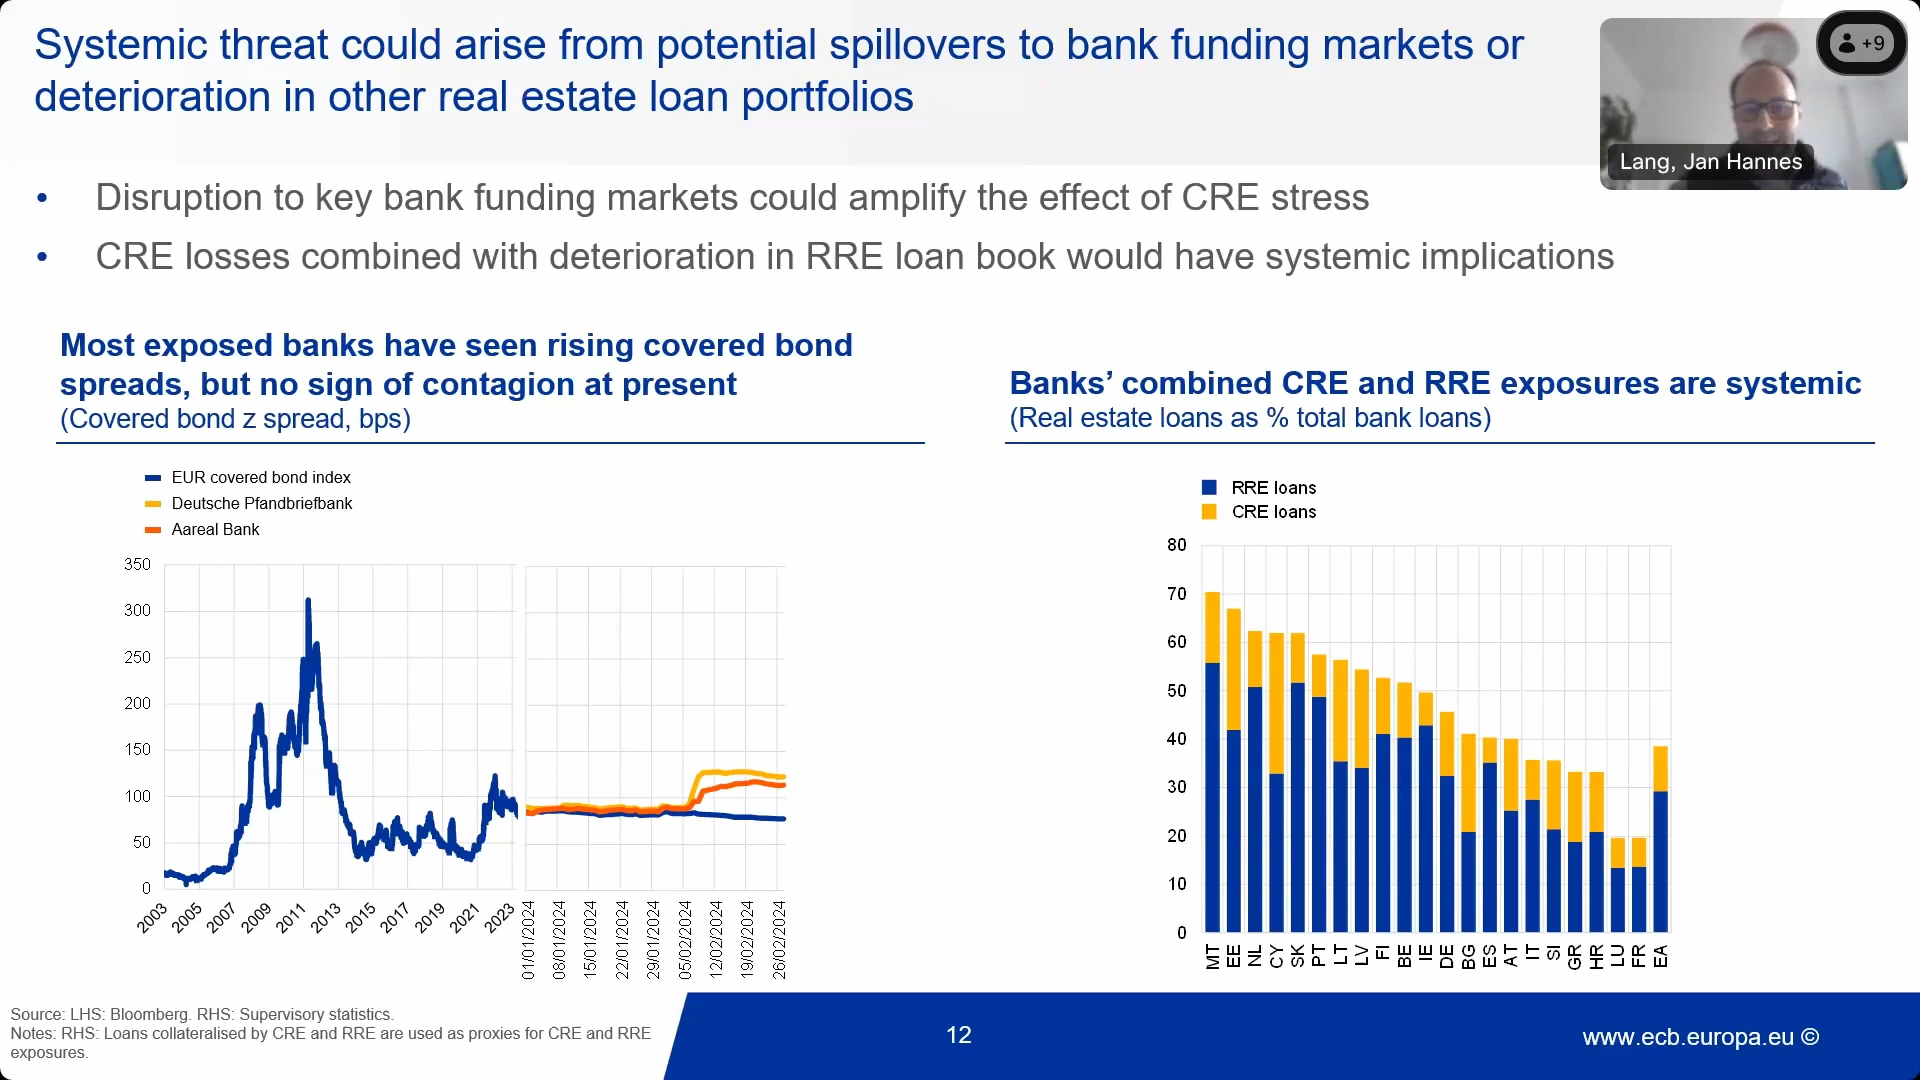 Systemic threat could arise from potential spillovers to bank funding markets or
deterioration in other real estate loan portfolios
+9
Lang, Jan Hannes
• Disruption to key bank funding markets could amplify the effect of CRE stress
• CRE losses combined with deterioration in RRE loan book would have systemic implications
Most exposed banks have seen rising covered bond
spreads, but no sign of contagion at present
(Covered bond z spread, bps)
EUR covered bond index
Deutsche Pfandbriefbank
Aareal Bank
350
300
250
200
150
100
50
0
2003 2005 2007 2009 2011 2013 2015 2017 2019 2021 2023
01/01/2024 08/01/2024 15/01/2024 22/01/2024 29/01/2024 05/02/2024 12/02/2024 19/02/2024 26/02/2024
Banks’ combined CRE and RRE exposures are systemic
(Real estate loans as % total bank loans)
RRE loans
CRE loans
80
70
60
50
40
30
20
10
0
MT EE NL CY SK PT LT LV FI BE IE DE BG ES AT IT SI GR HR LU FR EA
Source: LHS: Bloomberg. RHS: Supervisory statistics.
Notes: RHS: Loans collateralised by CRE and RRE are used as proxies for CRE and RRE
exposures.
12
www.ecb.europa.eu ©